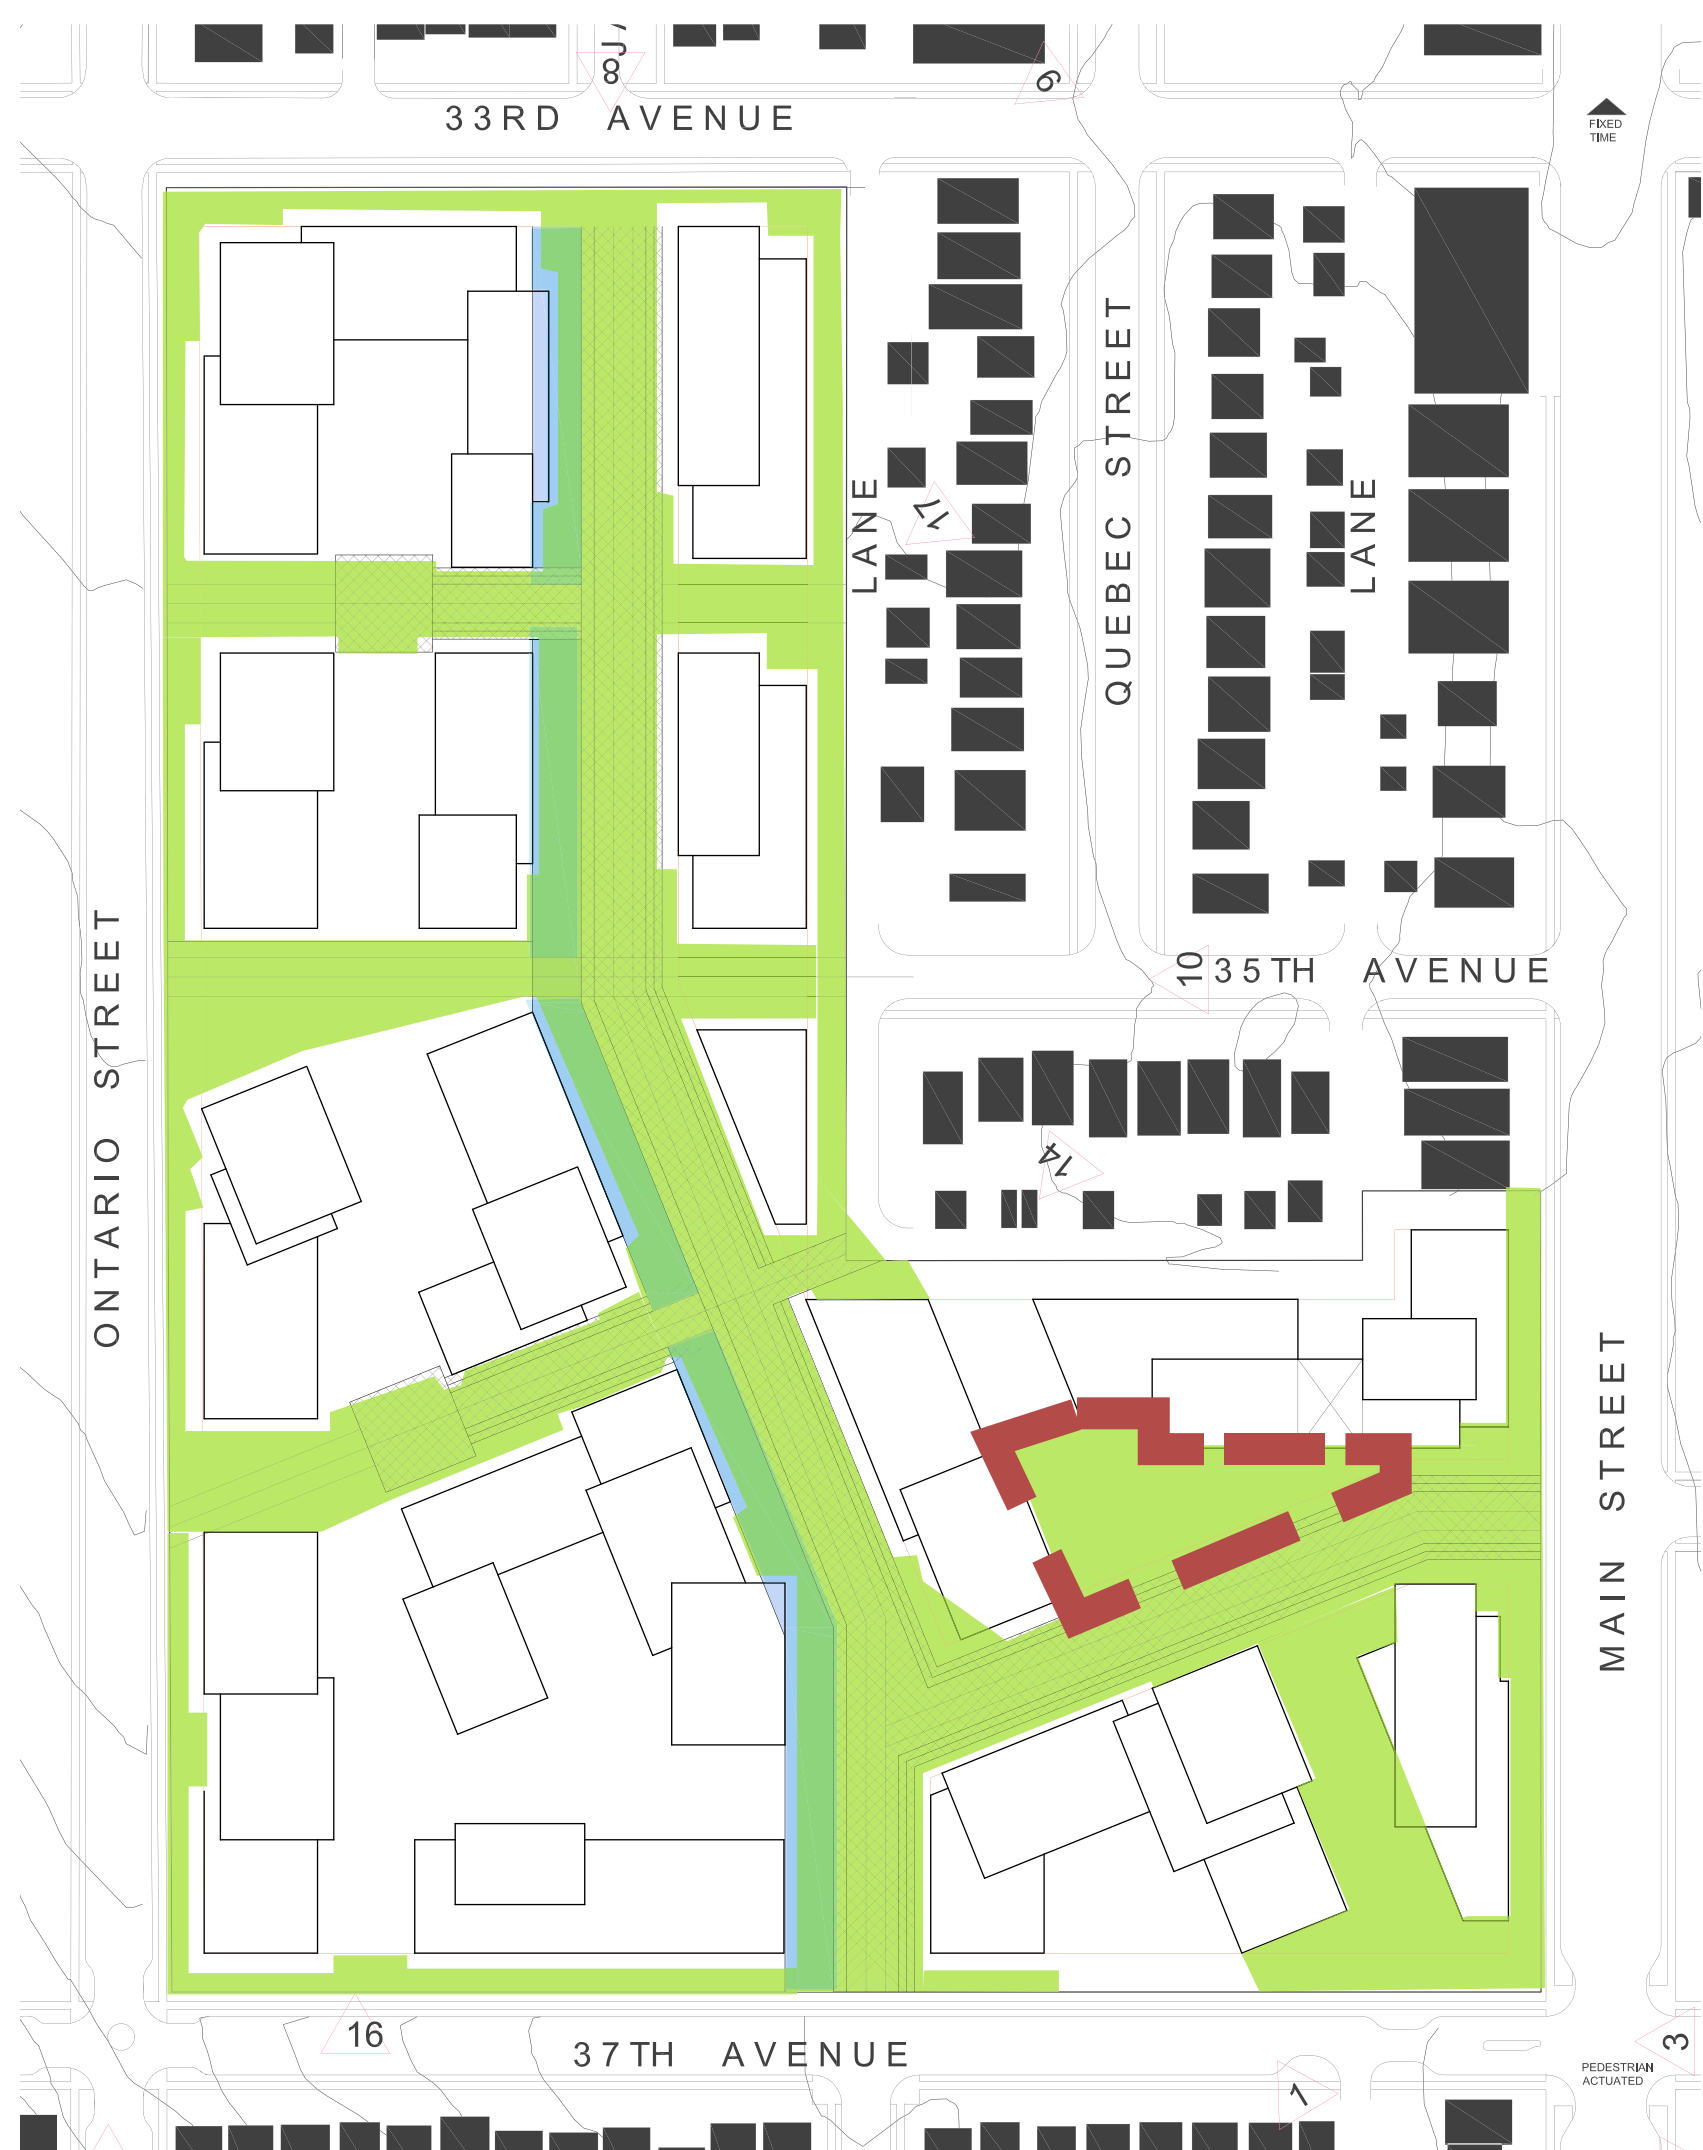 8
6
33RD AVENUE
FIXED
TIME
LANE
17
QUEBEC STREET
LANE
ONTARIO STREET
10
35TH AVENUE
14
MAIN STREET
16
37TH AVENUE
3
PEDESTRIAN
ACTUATED
1